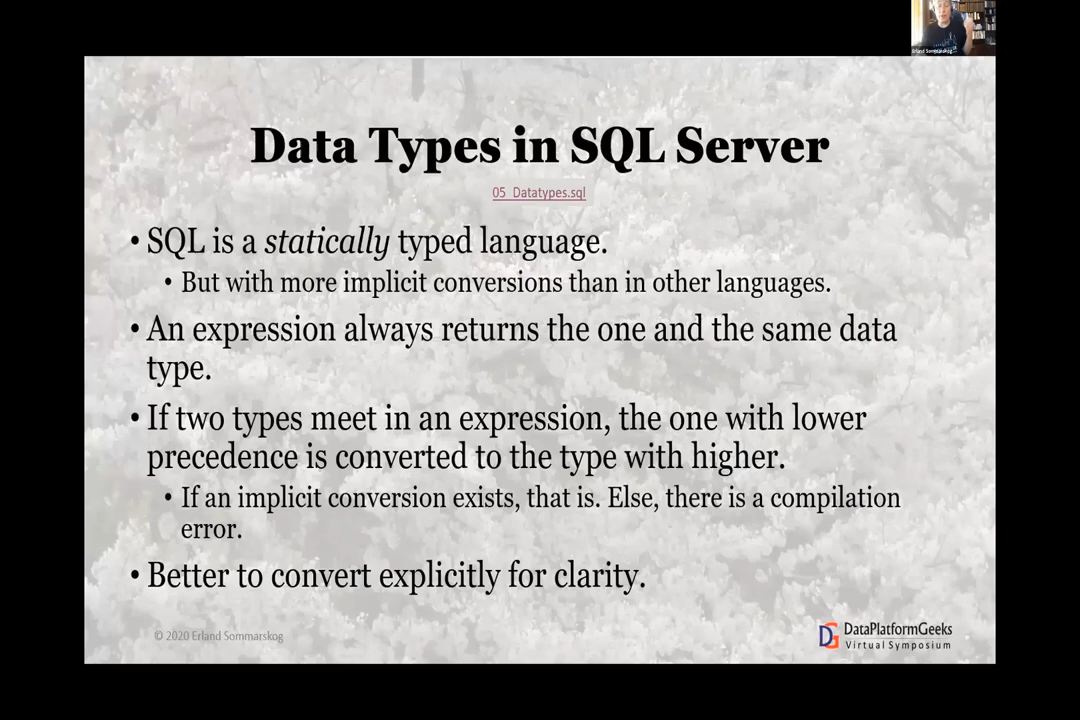 Erland Sommarskog
Data Types in SQL Server
05_Datatypes.sql
• SQL is a statically typed language.
• But with more implicit conversions than in other languages.
• An expression always returns the one and the same data
type.
• If two types meet in an expression, the one with lower
precedence is converted to the type with higher.
• If an implicit conversion exists, that is. Else, there is a compilation
error.
• Better to convert explicitly for clarity.
© 2020 Erland Sommarskog
DG DataPlatformGeeks
Virtual Symposium